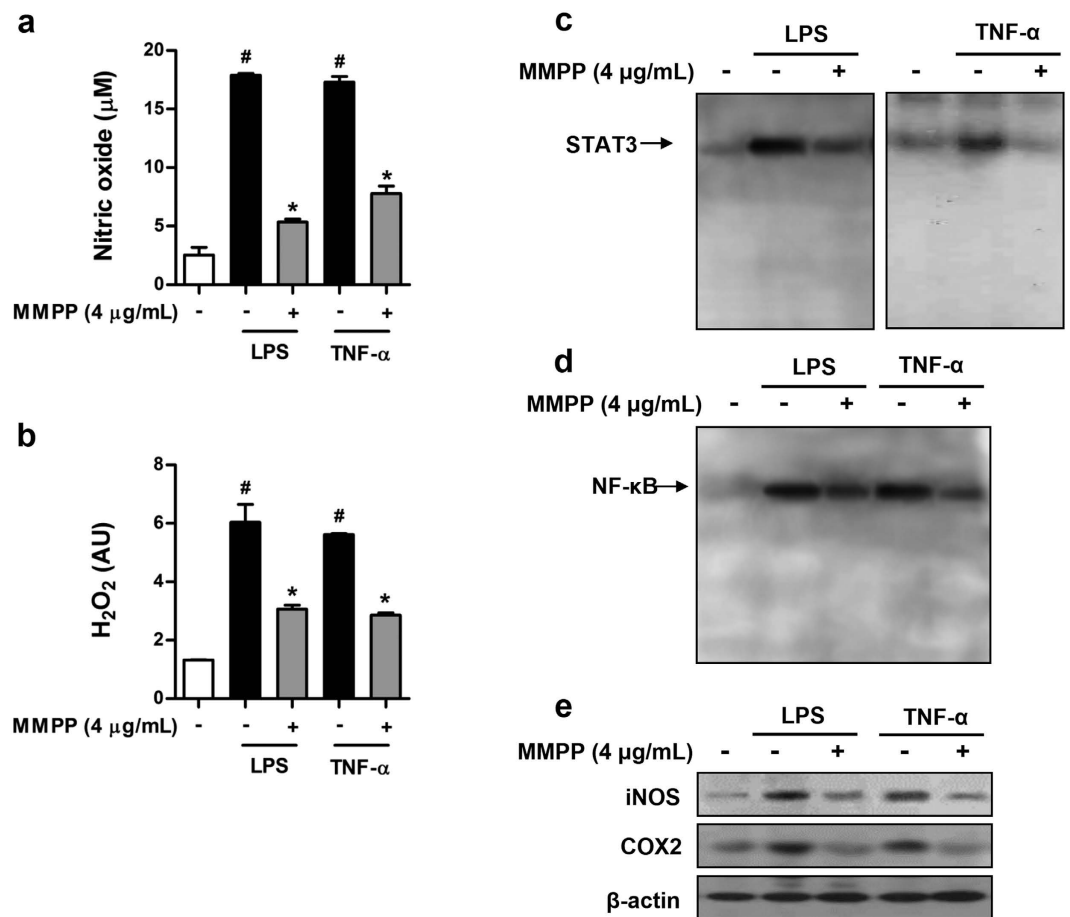 a
Nitric oxide (μM)
20
15
10
5
0
# # * *
MMPP (4 μg/mL) - - + - +
LPS TNF-α
b
H₂O₂ (AU)
8
6
4
2
0
# # * *
MMPP (4 μg/mL) - - + - +
LPS TNF-α
c
LPS TNF-α
MMPP (4 μg/mL) - - + - - +
STAT3
d
LPS TNF-α
MMPP (4 μg/mL) - - + - +
NF-κB
e
LPS TNF-α
MMPP (4 μg/mL) - - + - +
iNOS
COX2
β-actin